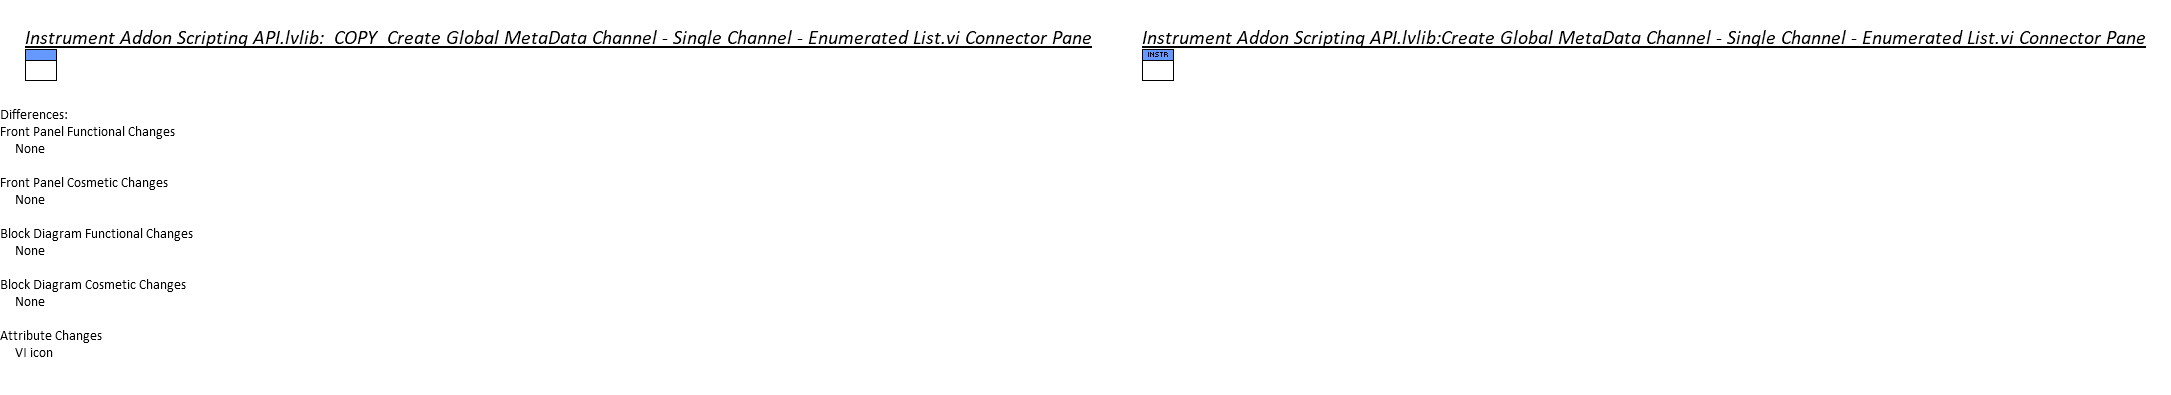 Instrument Addon Scripting API.lvlib:_COPY_Create Global MetaData Channel - Single Channel - Enumerated List.vi Connector Pane
Instrument Addon Scripting API.lvlib:Create Global MetaData Channel - Single Channel - Enumerated List.vi Connector Pane
INSTR
Differences:
Front Panel Functional Changes
None
Front Panel Cosmetic Changes
None
Block Diagram Functional Changes
None
Block Diagram Cosmetic Changes
None
Attribute Changes
VI icon